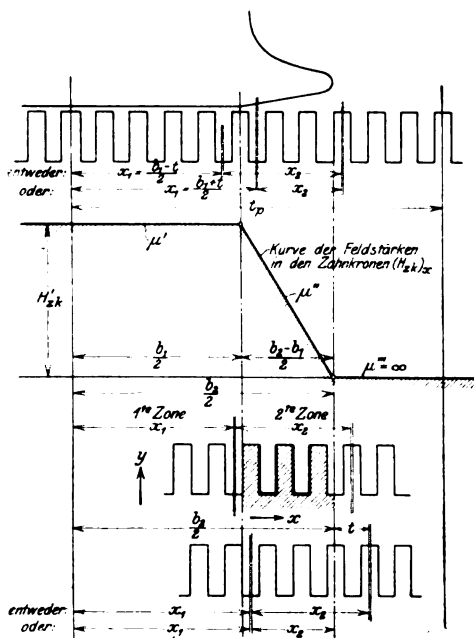 entweder: x₁ = (b₁-t)/2 x₂
oder: x₁ = (b₁+t)/2 x₂
t_p
μ'
Kurve der Feldstärken
in den Zahnkronen (H_zk)_x
H'_zk
μ"
b₁/2 (b₂-b₁)/2
μ‴=∞
b₂/2
1te Zone 2te Zone
x₁ x₂
y
x
b₂/2 t
entweder: x₁ x₂
oder: x₁ x₂